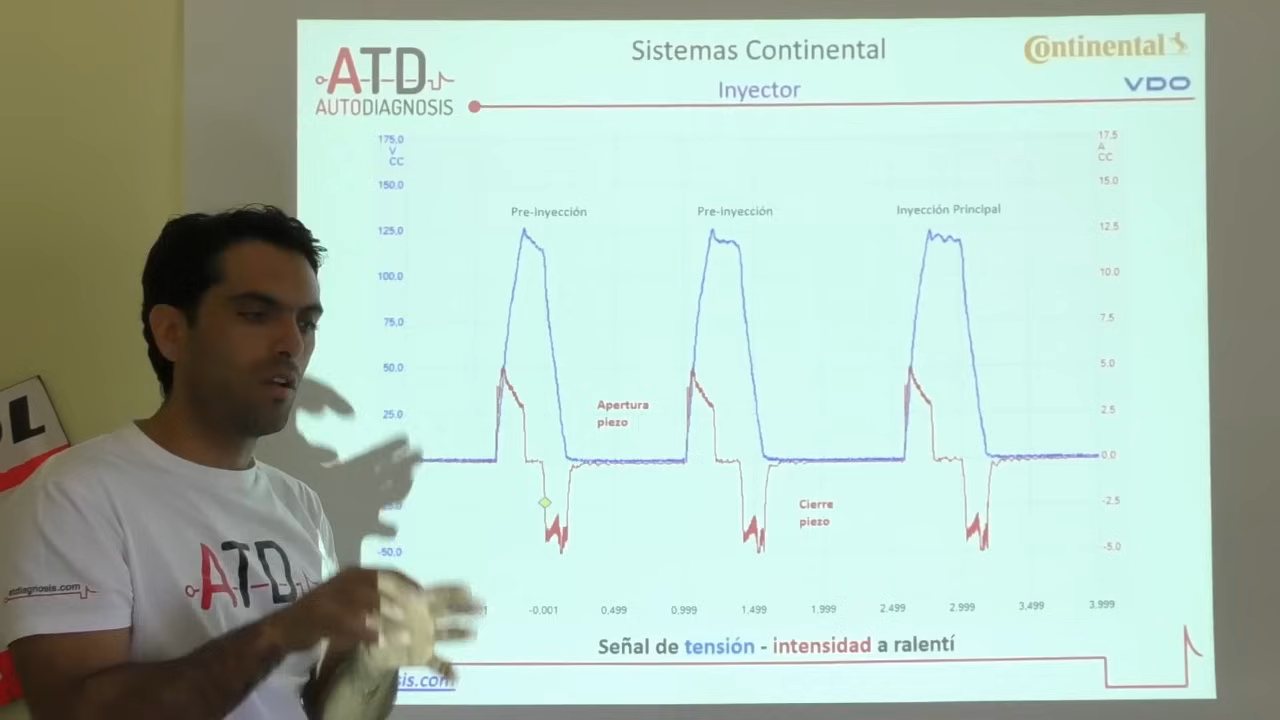 ATD
AUTODIAGNOSIS
Sistemas Continental
Inyector
Continental
VDO
175.0
V
CC
150.0
125.0
100.0
75.0
50.0
25.0
-50.0
17.5
A
CC
15.0
12.5
10.0
7.5
5.0
2.5
0.0
-2.5
-5.0
Pre-inyección
Pre-inyección
Inyección Principal
Apertura
piezo
Cierre
piezo
-0.001
0.499
0.999
1.499
1.999
2.499
2.999
3.499
3.999
Señal de tensión - intensidad a ralentí
sis.com
OL
ATD
atdiagnosis.com